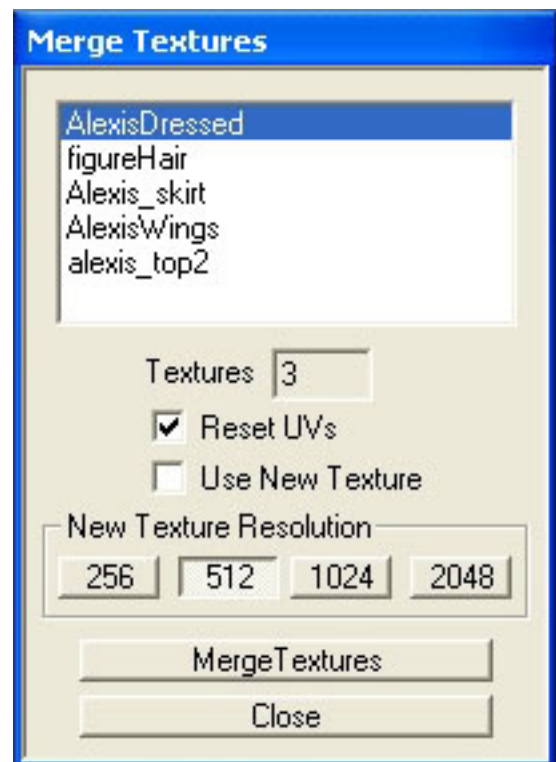 Merge Textures
AlexisDressed
figureHair
Alexis_skirt
AlexisWings
alexis_top2
Textures 3
Reset UVs
Use New Texture
New Texture Resolution
256 512 1024 2048
MergeTextures
Close